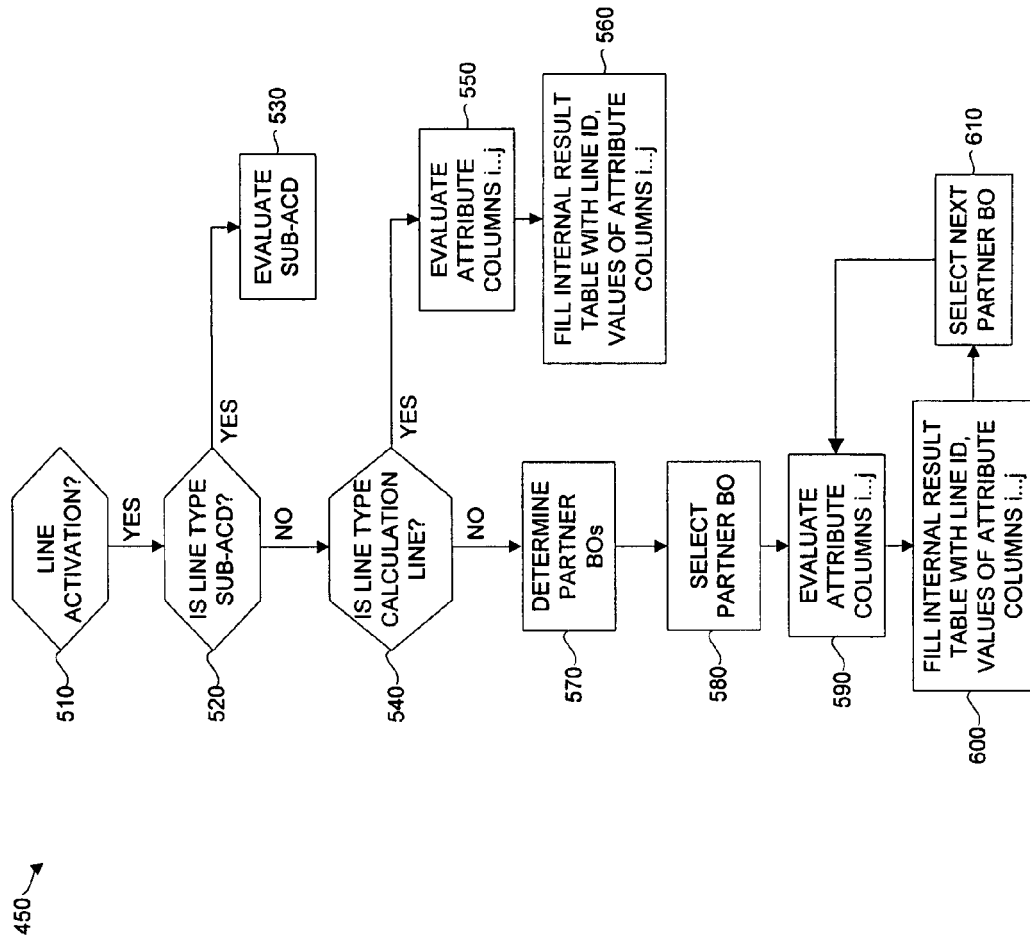 450
LINE
ACTIVATION?
510
YES
IS LINE TYPE
SUB-ACD?
520
YES
EVALUATE
SUB-ACD
530
NO
IS LINE TYPE
CALCULATION
LINE?
540
YES
EVALUATE
ATTRIBUTE
COLUMNS i...j
550
FILL INTERNAL RESULT
TABLE WITH LINE ID,
VALUES OF ATTRIBUTE
COLUMNS i...j
560
NO
DETERMINE
PARTNER
BOs
570
SELECT
PARTNER BO
580
EVALUATE
ATTRIBUTE
COLUMNS i...j
590
FILL INTERNAL RESULT
TABLE WITH LINE ID,
VALUES OF ATTRIBUTE
COLUMNS i...j
600
SELECT NEXT
PARTNER BO
610